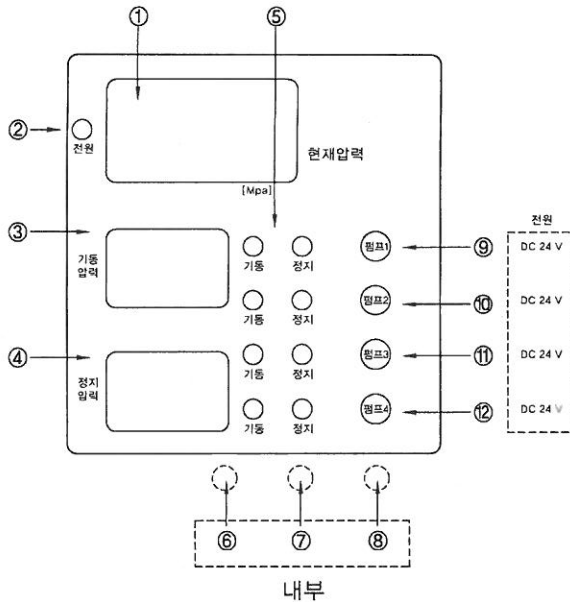 ① ⑤
② 전원
현재압력
[Mpa]
③ 기동
압력
④ 정지
압력
기동 정지
기동 정지
기동 정지
기동 정지
펌프1 ⑨
펌프2 ⑩
펌프3 ⑪
펌프4 ⑫
전원
DC 24 V
DC 24 V
DC 24 V
DC 24 V
⑥ ⑦ ⑧
내부